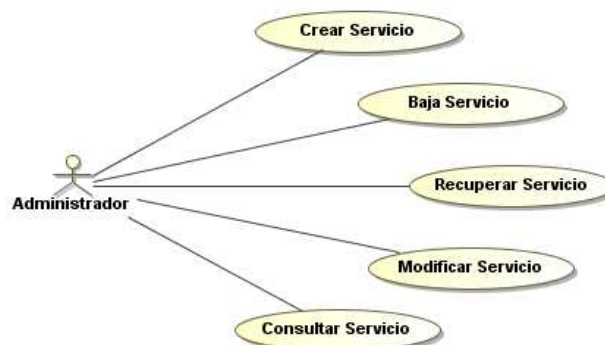 Crear Servicio
Baja Servicio
Recuperar Servicio
Administrador
Modificar Servicio
Consultar Servicio